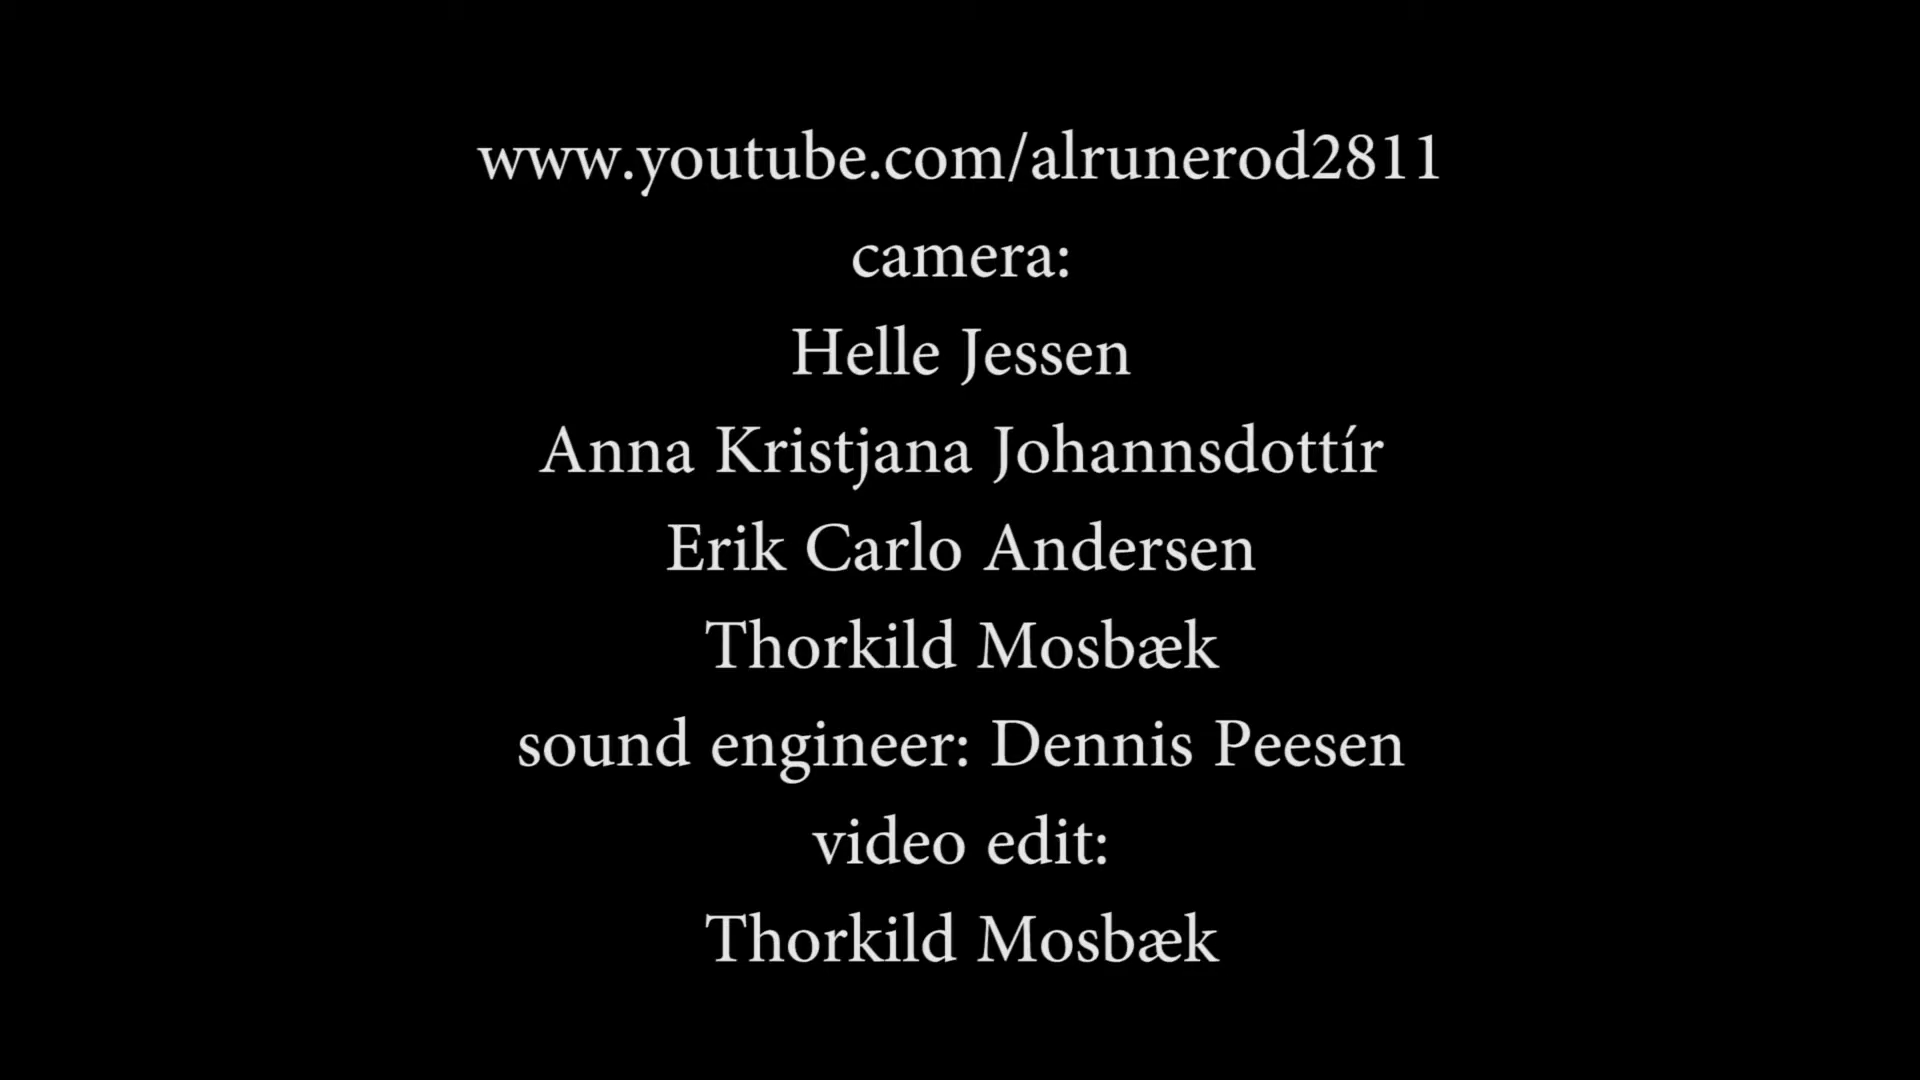 www.youtube.com/alrunerod2811
camera:
Helle Jessen
Anna Kristjana Johannsdottír
Erik Carlo Andersen
Thorkild Mosbæk
sound engineer: Dennis Peesen
video edit:
Thorkild Mosbæk